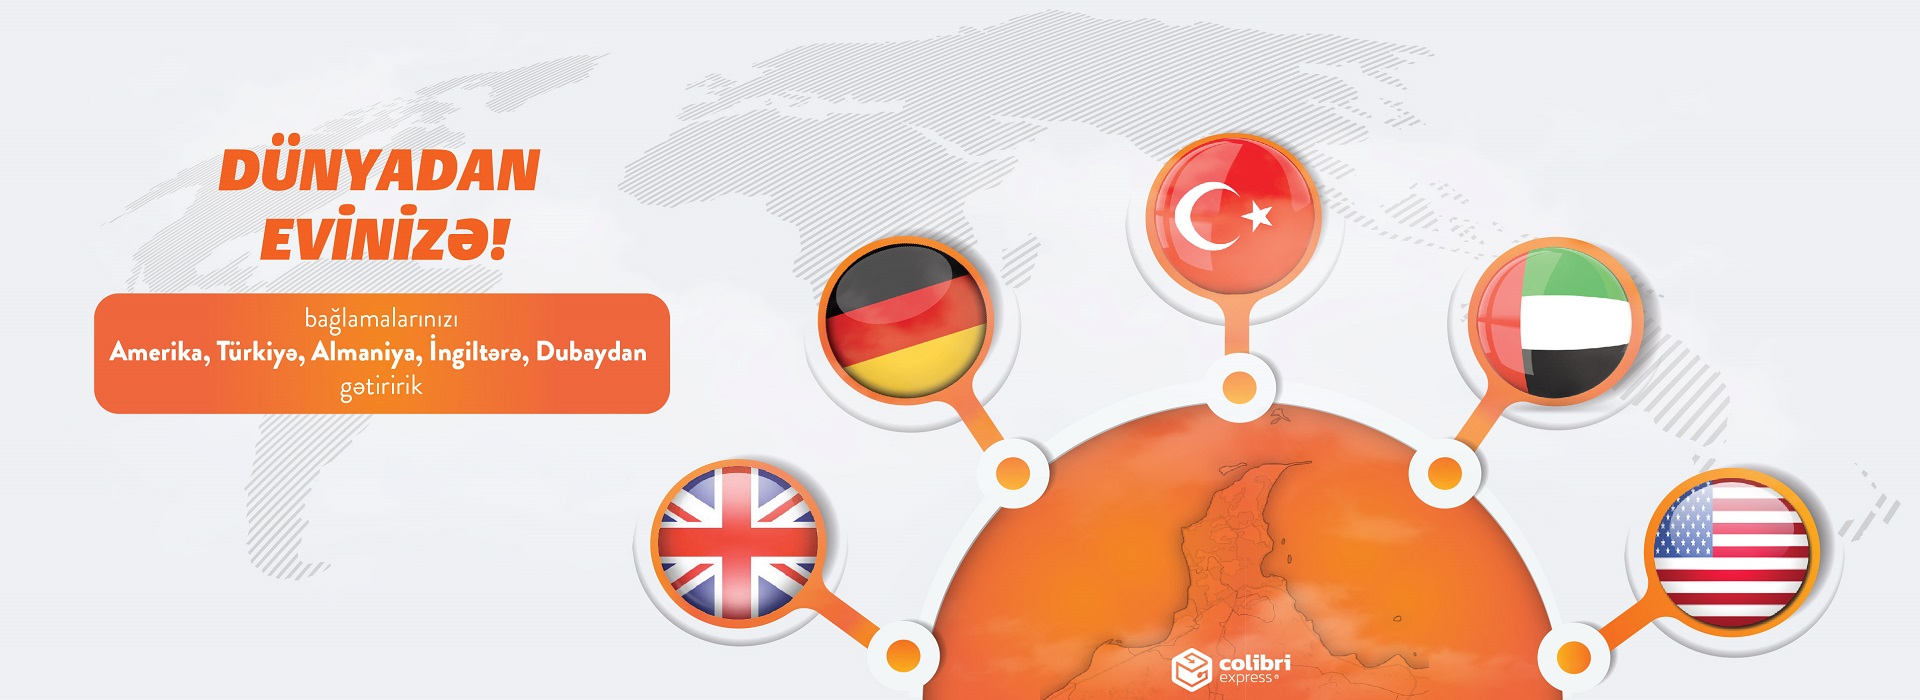 DÜNYADAN
EVİNİZƏ!
bağlamalarınızı
Amerika, Türkiyə, Almaniya, İngiltərə, Dubaydan
gətiririk
colibri
express®